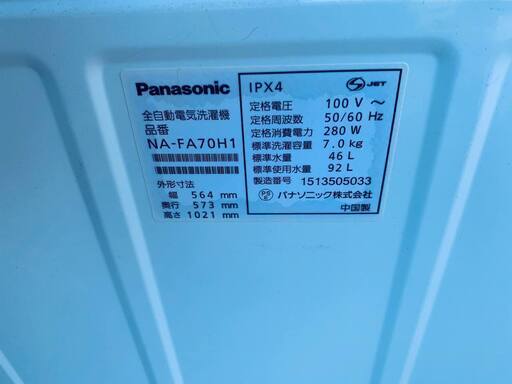 Panasonic
全自動電気洗濯機
品番
NA-FA70H1
外形寸法
幅 564 mm
奥行 573 mm
高さ 1021 mm
IPX4
S JET
定格電圧 100 V ~
定格周波数 50/60 Hz
定格消費電力 280 W
標準洗濯容量 7.0 kg
標準水量 46 L
標準使用水量 92 L
製造番号 1513505033
PSE パナソニック株式会社
中国製